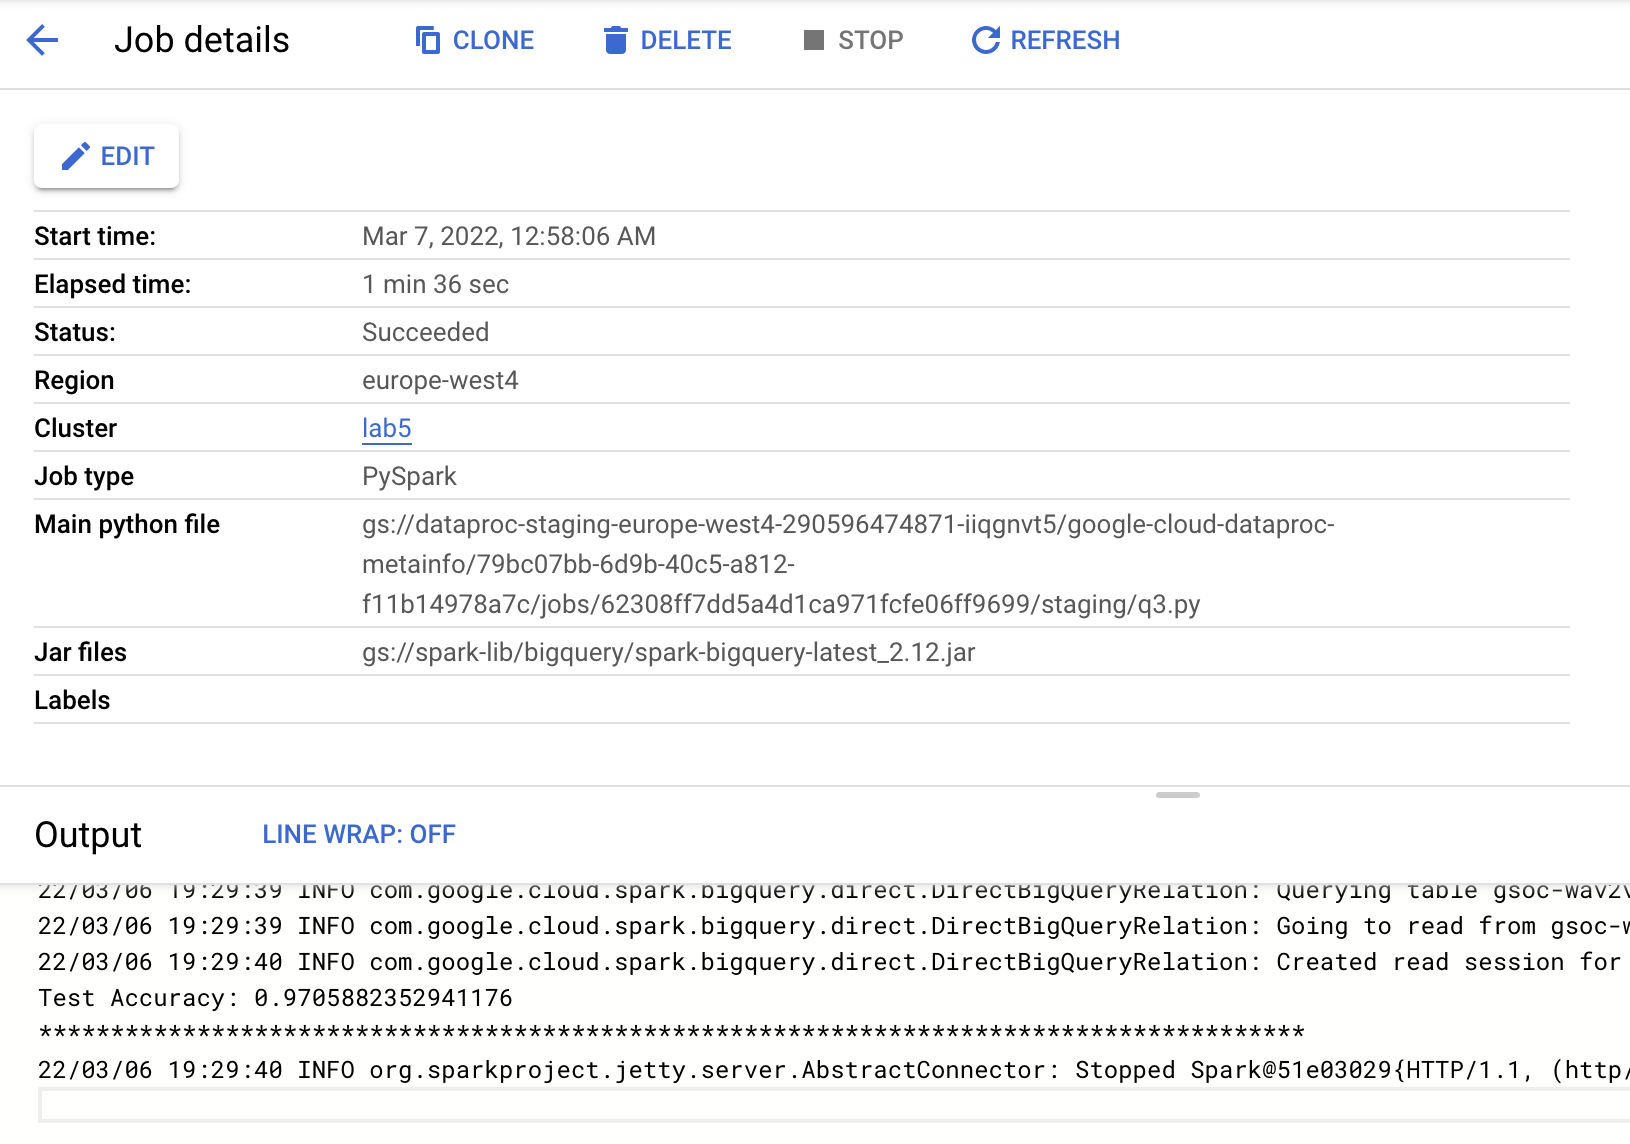 Job details
CLONE
DELETE
STOP
REFRESH
EDIT
Start time: Mar 7, 2022, 12:58:06 AM
Elapsed time: 1 min 36 sec
Status: Succeeded
Region europe-west4
Cluster lab5
Job type PySpark
Main python file gs://dataproc-staging-europe-west4-290596474871-iiqgnvt5/google-cloud-dataproc-
metainfo/79bc07bb-6d9b-40c5-a812-
f11b14978a7c/jobs/62308ff7dd5a4d1ca971fcfe06ff9699/staging/q3.py
Jar files gs://spark-lib/bigquery/spark-bigquery-latest_2.12.jar
Labels
Output
LINE WRAP: OFF
22/03/06 19:29:39 INFO com.google.cloud.spark.bigquery.direct.DirectBigQueryRelation: Querying table gsoc-wav2v
22/03/06 19:29:39 INFO com.google.cloud.spark.bigquery.direct.DirectBigQueryRelation: Going to read from gsoc-w
22/03/06 19:29:40 INFO com.google.cloud.spark.bigquery.direct.DirectBigQueryRelation: Created read session for
Test Accuracy: 0.9705882352941176
****************************************************************************************
22/03/06 19:29:40 INFO org.sparkproject.jetty.server.AbstractConnector: Stopped Spark@51e03029{HTTP/1.1, (http/